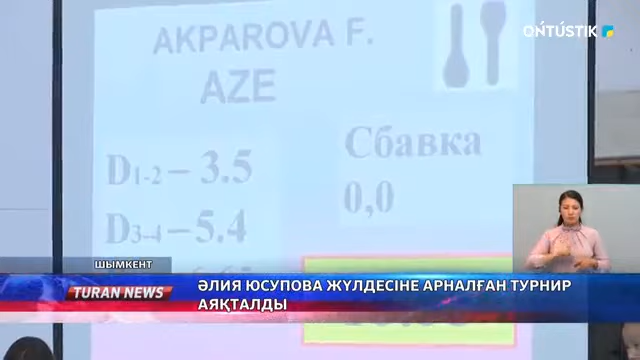 AKPAROVA F.
QŃTÚSTIK
AZE
D1-2 – 3.5
Сбавка
0,0
D3-4 – 5.4
ШЫМКЕНТ
TURAN NEWS
ӘЛИЯ ЮСУПОВА ЖҮЛДЕСІНЕ АРНАЛҒАН ТУРНИР
АЯҚТАЛДЫ